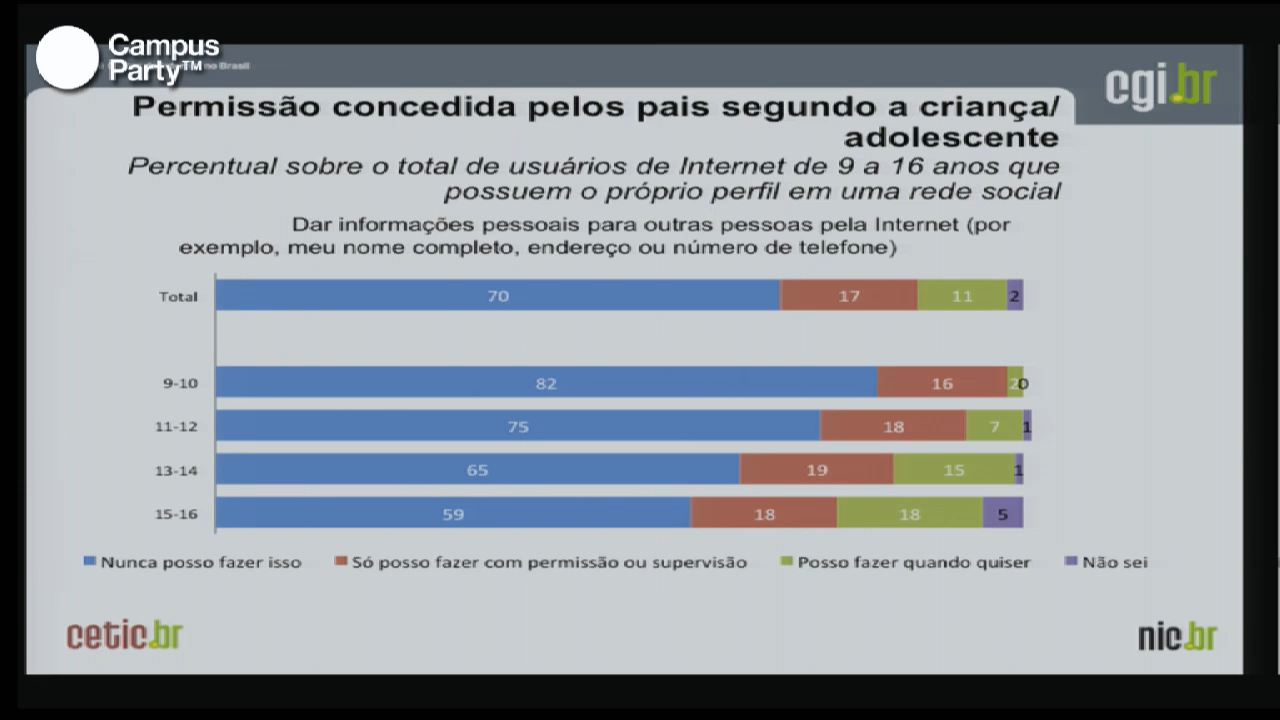 Campus
Party™
no Brasil
cgi.br
Permissão concedida pelos pais segundo a criança/
adolescente
Percentual sobre o total de usuários de Internet de 9 a 16 anos que
possuem o próprio perfil em uma rede social
Dar informações pessoais para outras pessoas pela Internet (por
exemplo, meu nome completo, endereço ou número de telefone)
Total 70 17 11 2
9-10 82 16 2 0
11-12 75 18 7 1
13-14 65 19 15 1
15-16 59 18 18 5
Nunca posso fazer isso Só posso fazer com permissão ou supervisão Posso fazer quando quiser Não sei
cetic.br nic.br